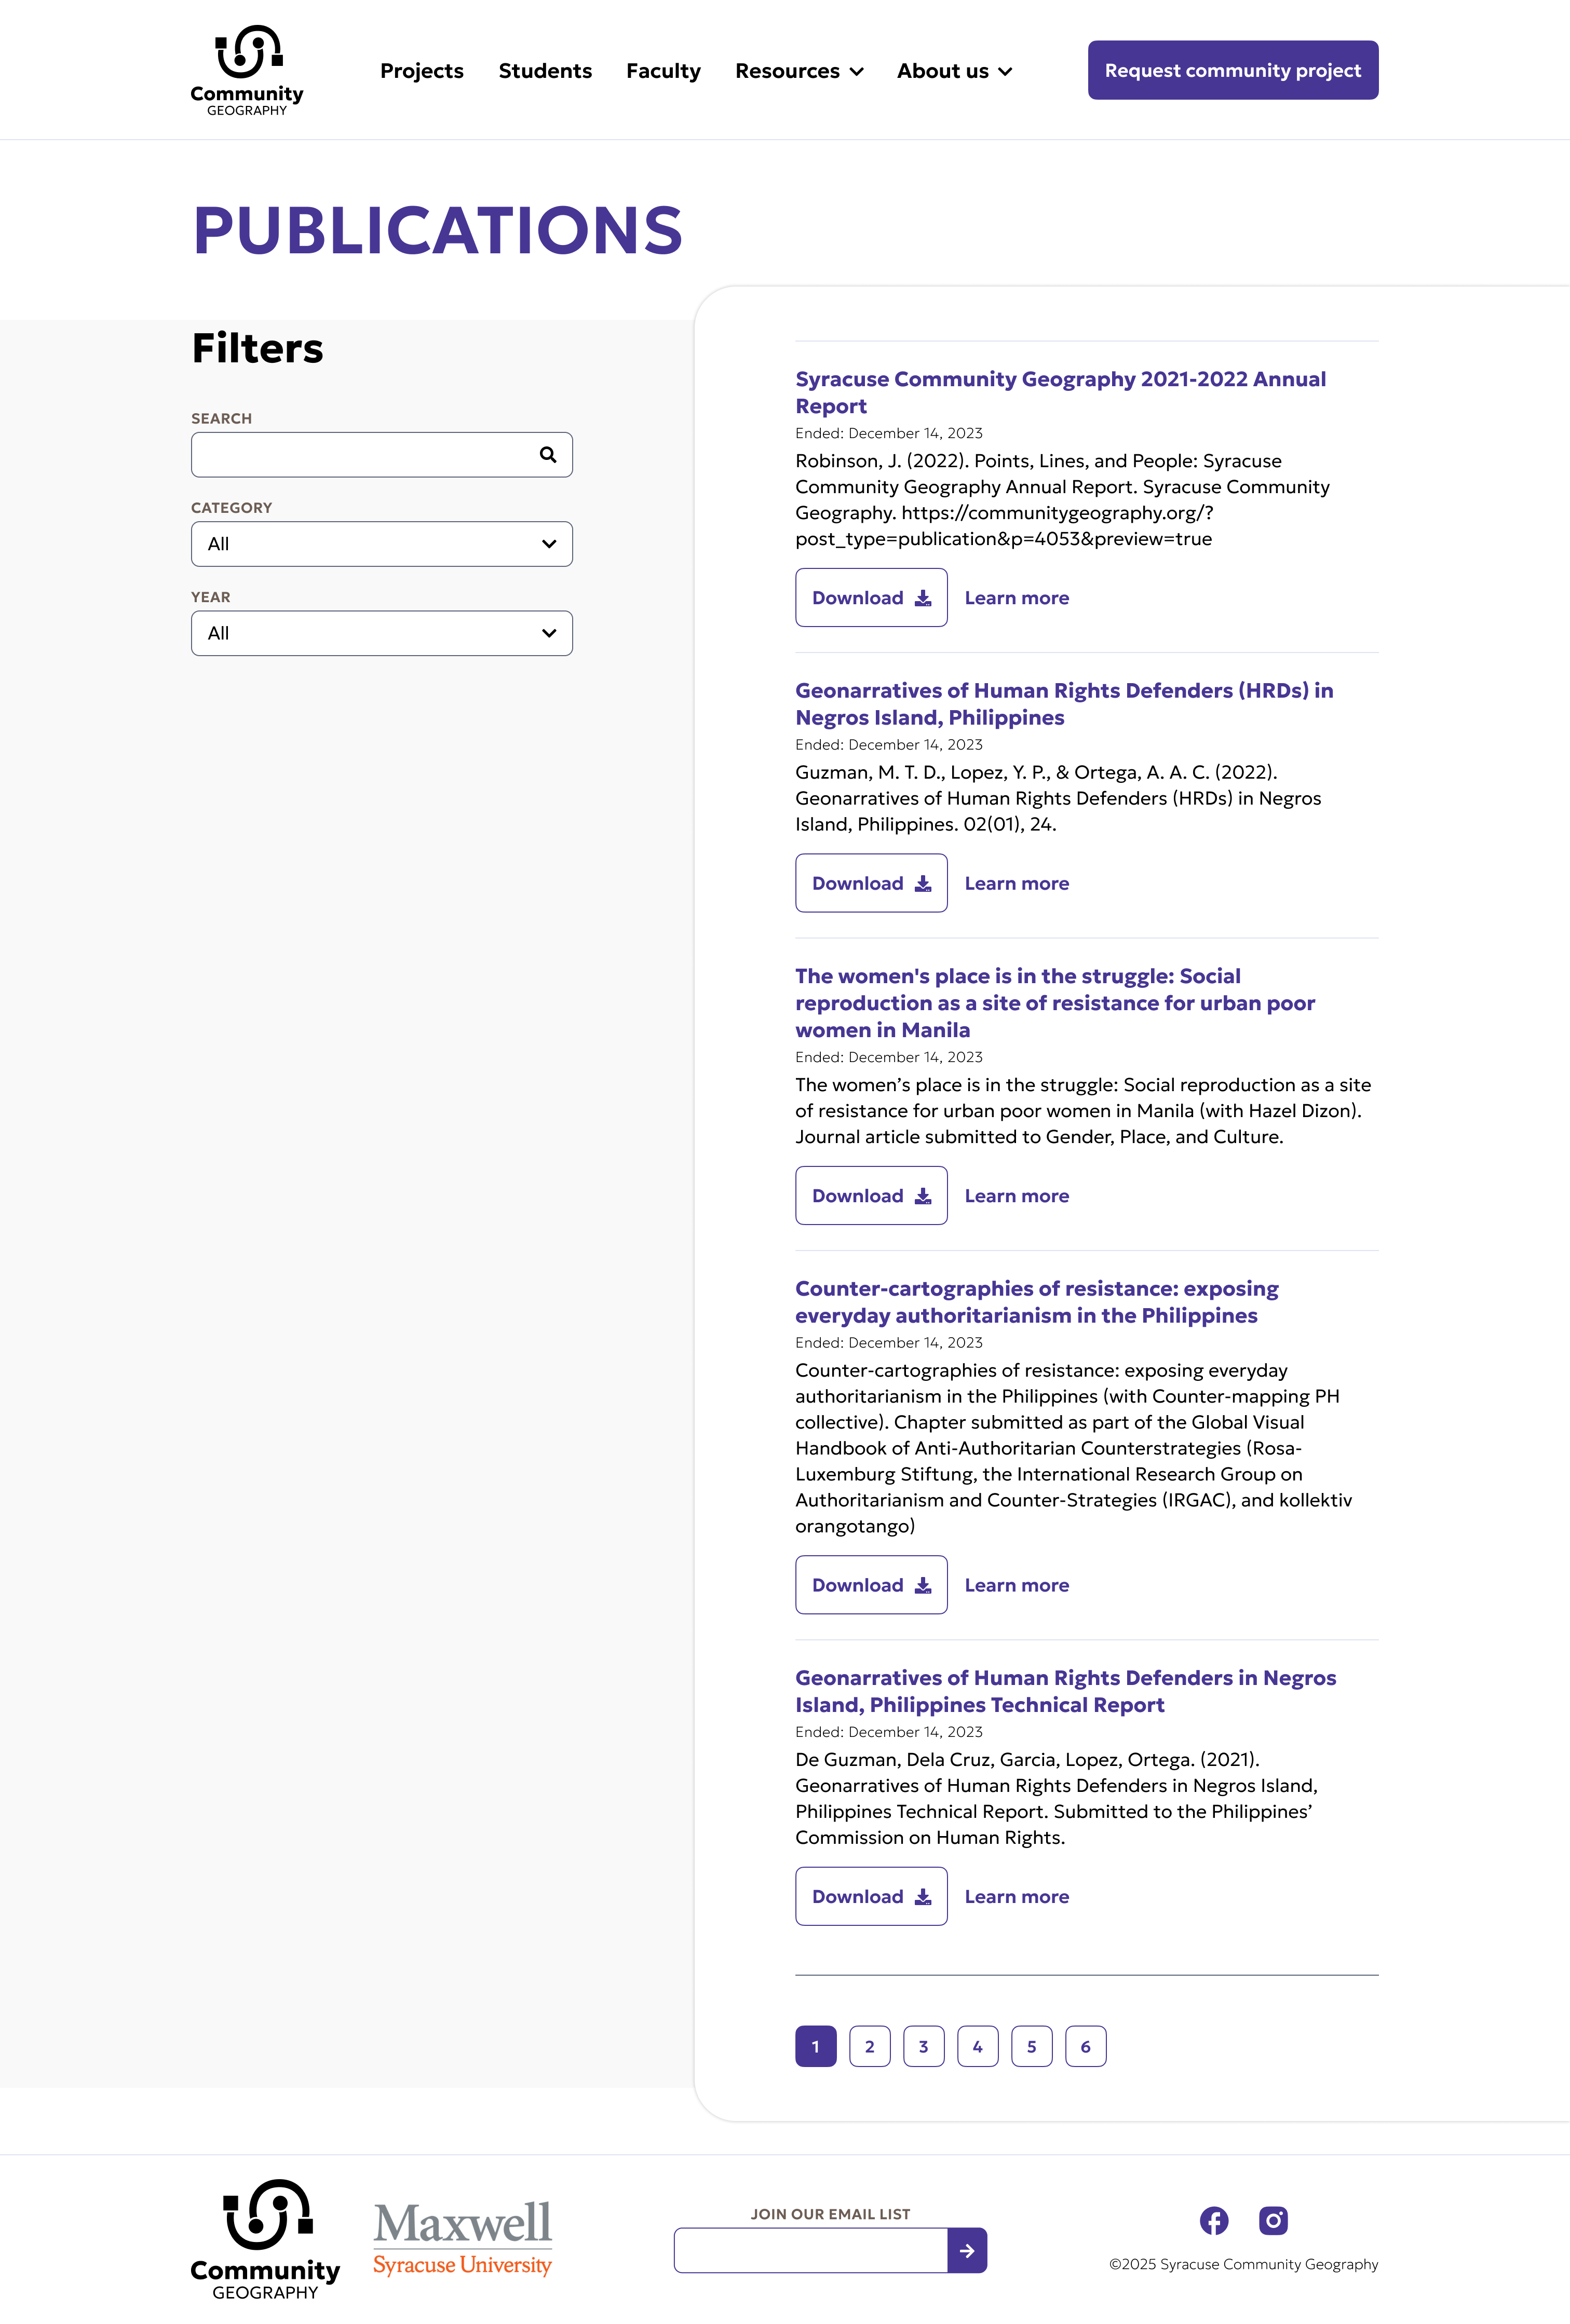 Community
GEOGRAPHY
Projects
Students
Faculty
Resources
About us
Request community project
PUBLICATIONS
Filters
SEARCH
CATEGORY
All
YEAR
All
Syracuse Community Geography 2021-2022 Annual
Report
Ended: December 14, 2023
Robinson, J. (2022). Points, Lines, and People: Syracuse
Community Geography Annual Report. Syracuse Community
Geography. https://communitygeography.org/?
post_type=publication&p=4053&preview=true
Download
Learn more
Geonarratives of Human Rights Defenders (HRDs) in
Negros Island, Philippines
Ended: December 14, 2023
Guzman, M. T. D., Lopez, Y. P., & Ortega, A. A. C. (2022).
Geonarratives of Human Rights Defenders (HRDs) in Negros
Island, Philippines. 02(01), 24.
Download
Learn more
The women's place is in the struggle: Social
reproduction as a site of resistance for urban poor
women in Manila
Ended: December 14, 2023
The women’s place is in the struggle: Social reproduction as a site
of resistance for urban poor women in Manila (with Hazel Dizon).
Journal article submitted to Gender, Place, and Culture.
Download
Learn more
Counter-cartographies of resistance: exposing
everyday authoritarianism in the Philippines
Ended: December 14, 2023
Counter-cartographies of resistance: exposing everyday
authoritarianism in the Philippines (with Counter-mapping PH
collective). Chapter submitted as part of the Global Visual
Handbook of Anti-Authoritarian Counterstrategies (Rosa-
Luxemburg Stiftung, the International Research Group on
Authoritarianism and Counter-Strategies (IRGAC), and kollektiv
orangotango)
Download
Learn more
Geonarratives of Human Rights Defenders in Negros
Island, Philippines Technical Report
Ended: December 14, 2023
De Guzman, Dela Cruz, Garcia, Lopez, Ortega. (2021).
Geonarratives of Human Rights Defenders in Negros Island,
Philippines Technical Report. Submitted to the Philippines’
Commission on Human Rights.
Download
Learn more
1
2
3
4
5
6
Community
GEOGRAPHY
Maxwell
Syracuse University
JOIN OUR EMAIL LIST
©2025 Syracuse Community Geography